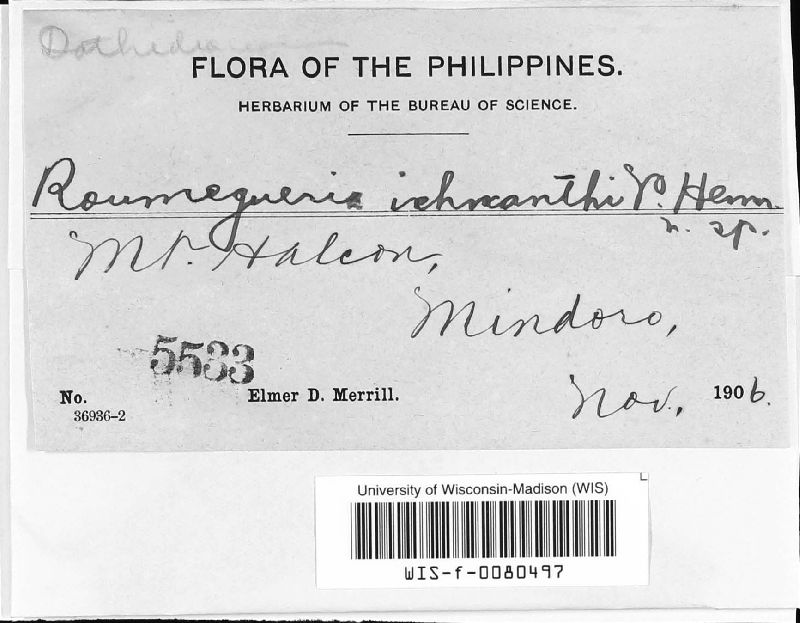 FLORA OF THE PHILIPPINES.
HERBARIUM OF THE BUREAU OF SCIENCE.
Roumegueria ichnanthi P. Henn.
n. sp.
Mt. Halcon,
Mindoro,
5533
No. Elmer D. Merrill. Nov., 1906.
36936-2
University of Wisconsin-Madison (WIS)
WIS-f-0080497